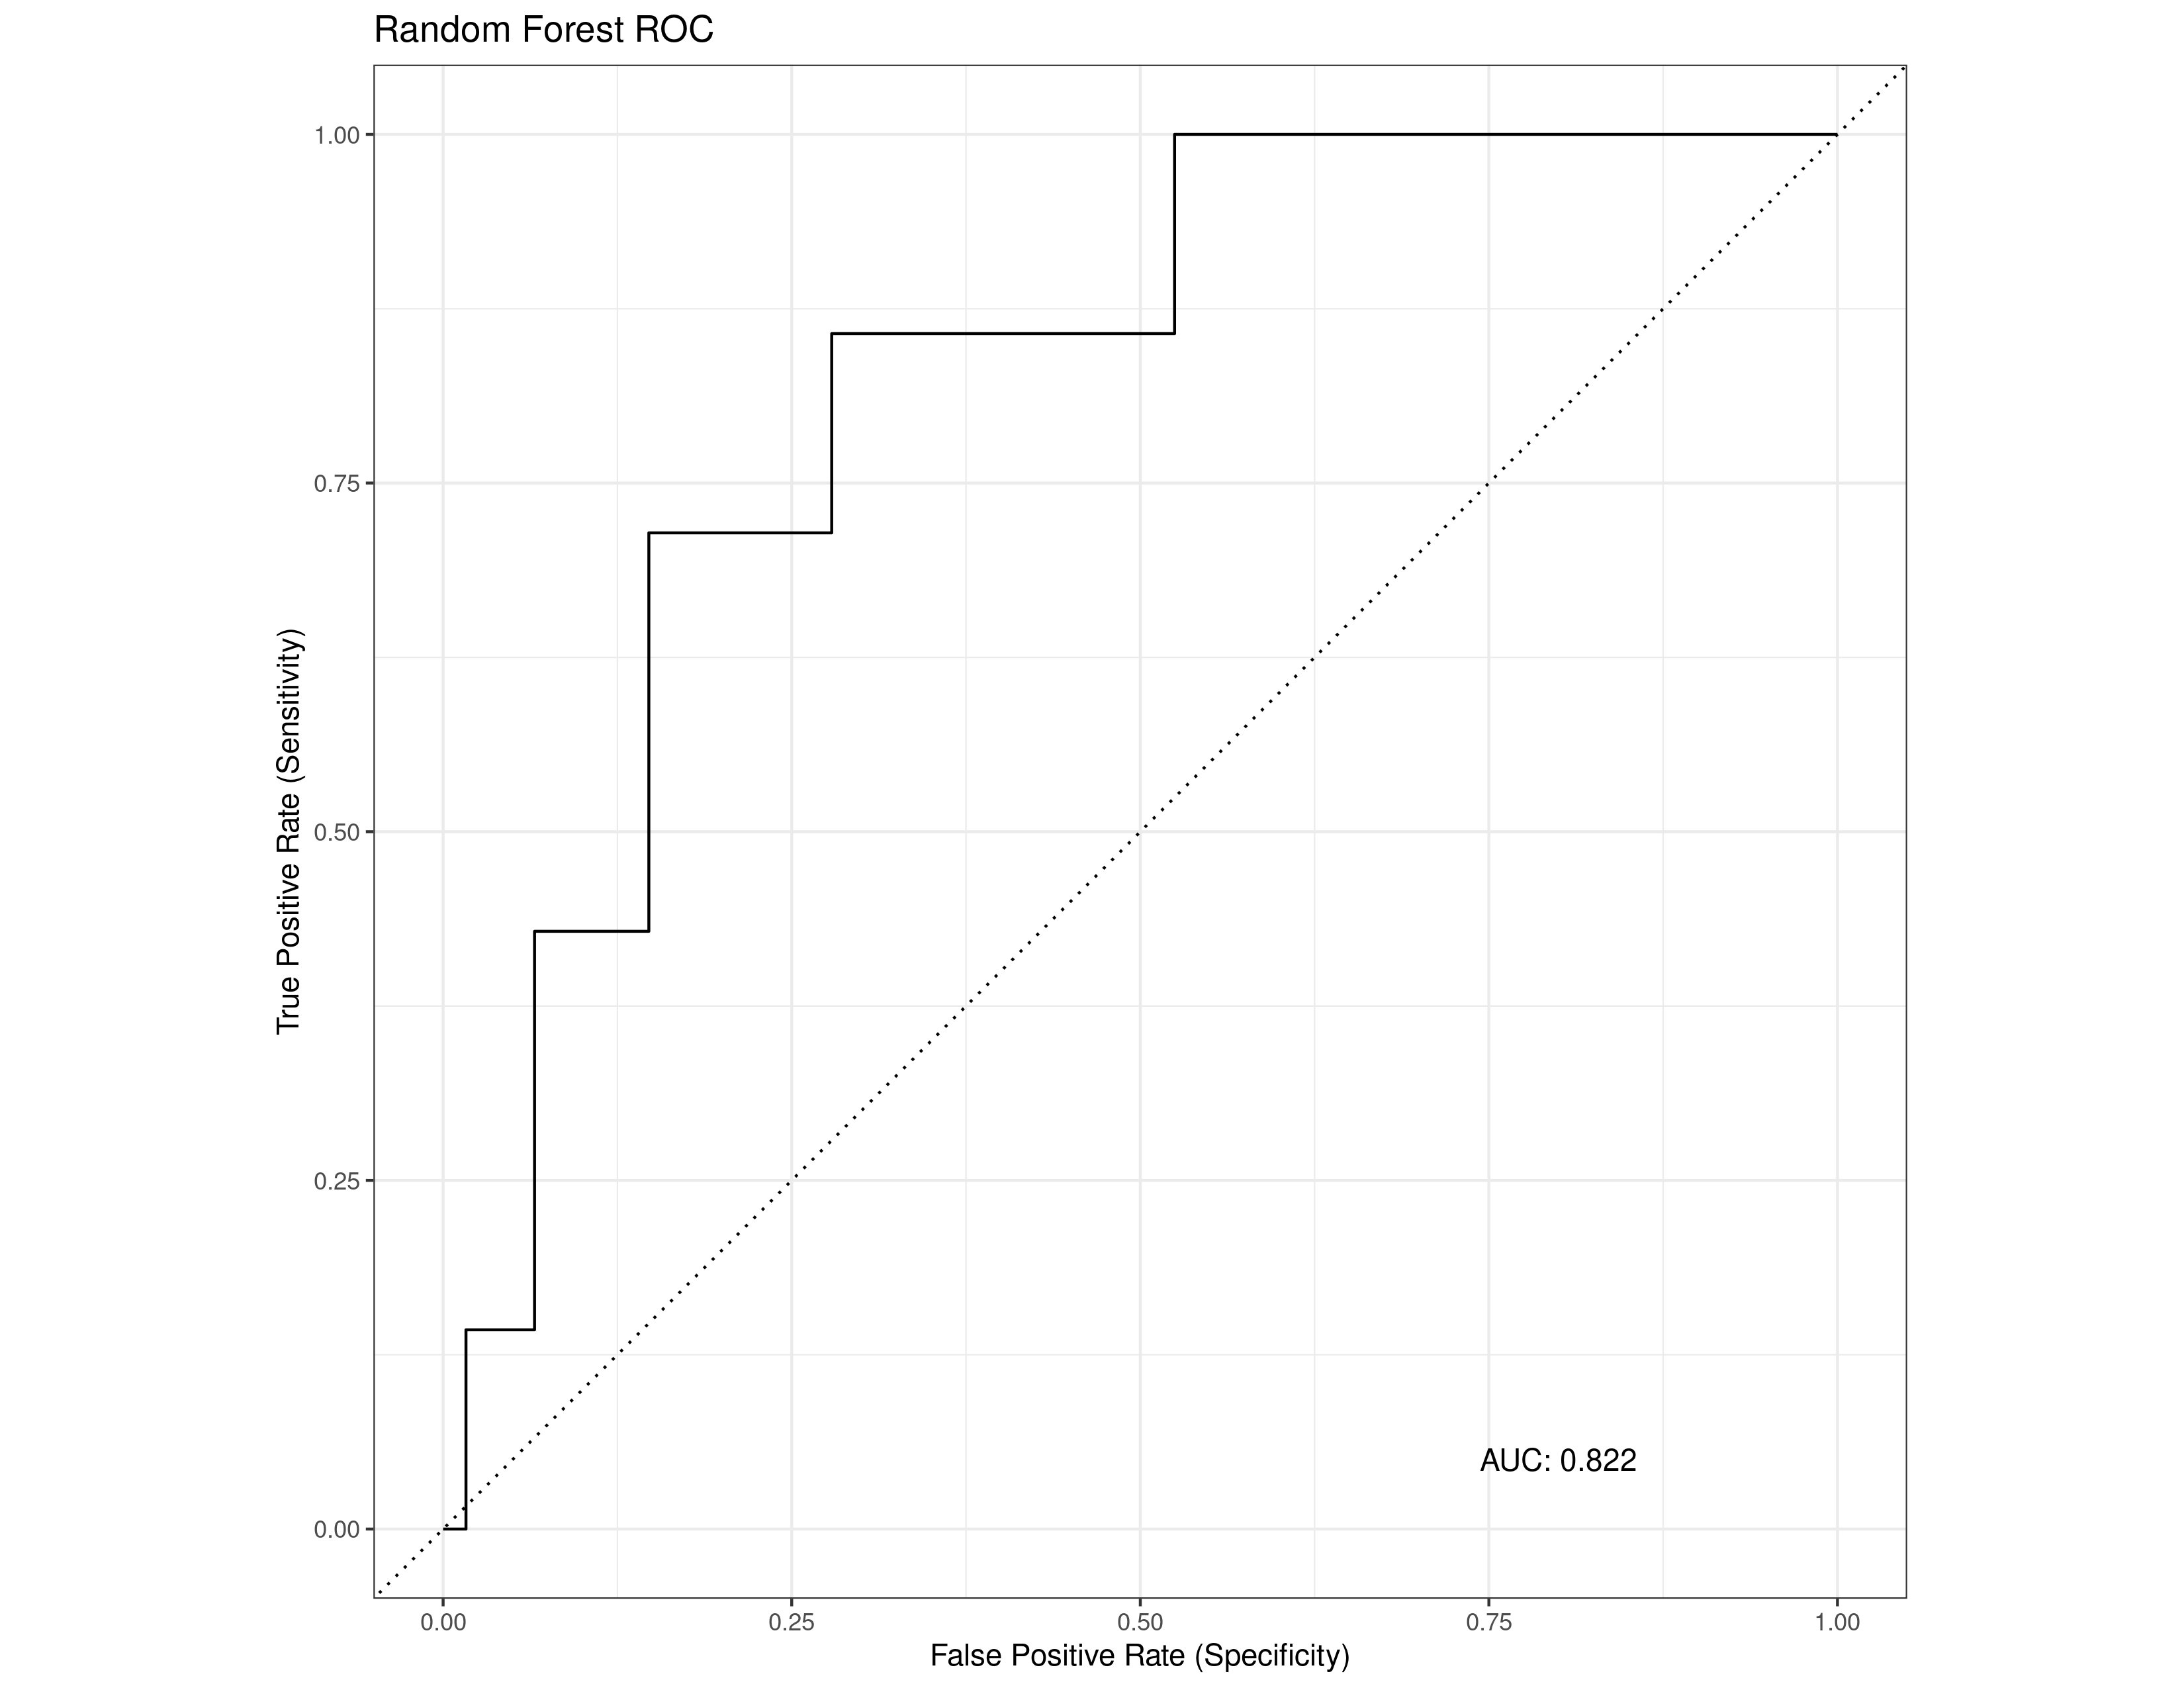 Random Forest ROC
1.00
0.75
0.50
0.25
0.00
True Positive Rate (Sensitivity)
AUC: 0.822
0.00 0.25 0.50 0.75 1.00
False Positive Rate (Specificity)